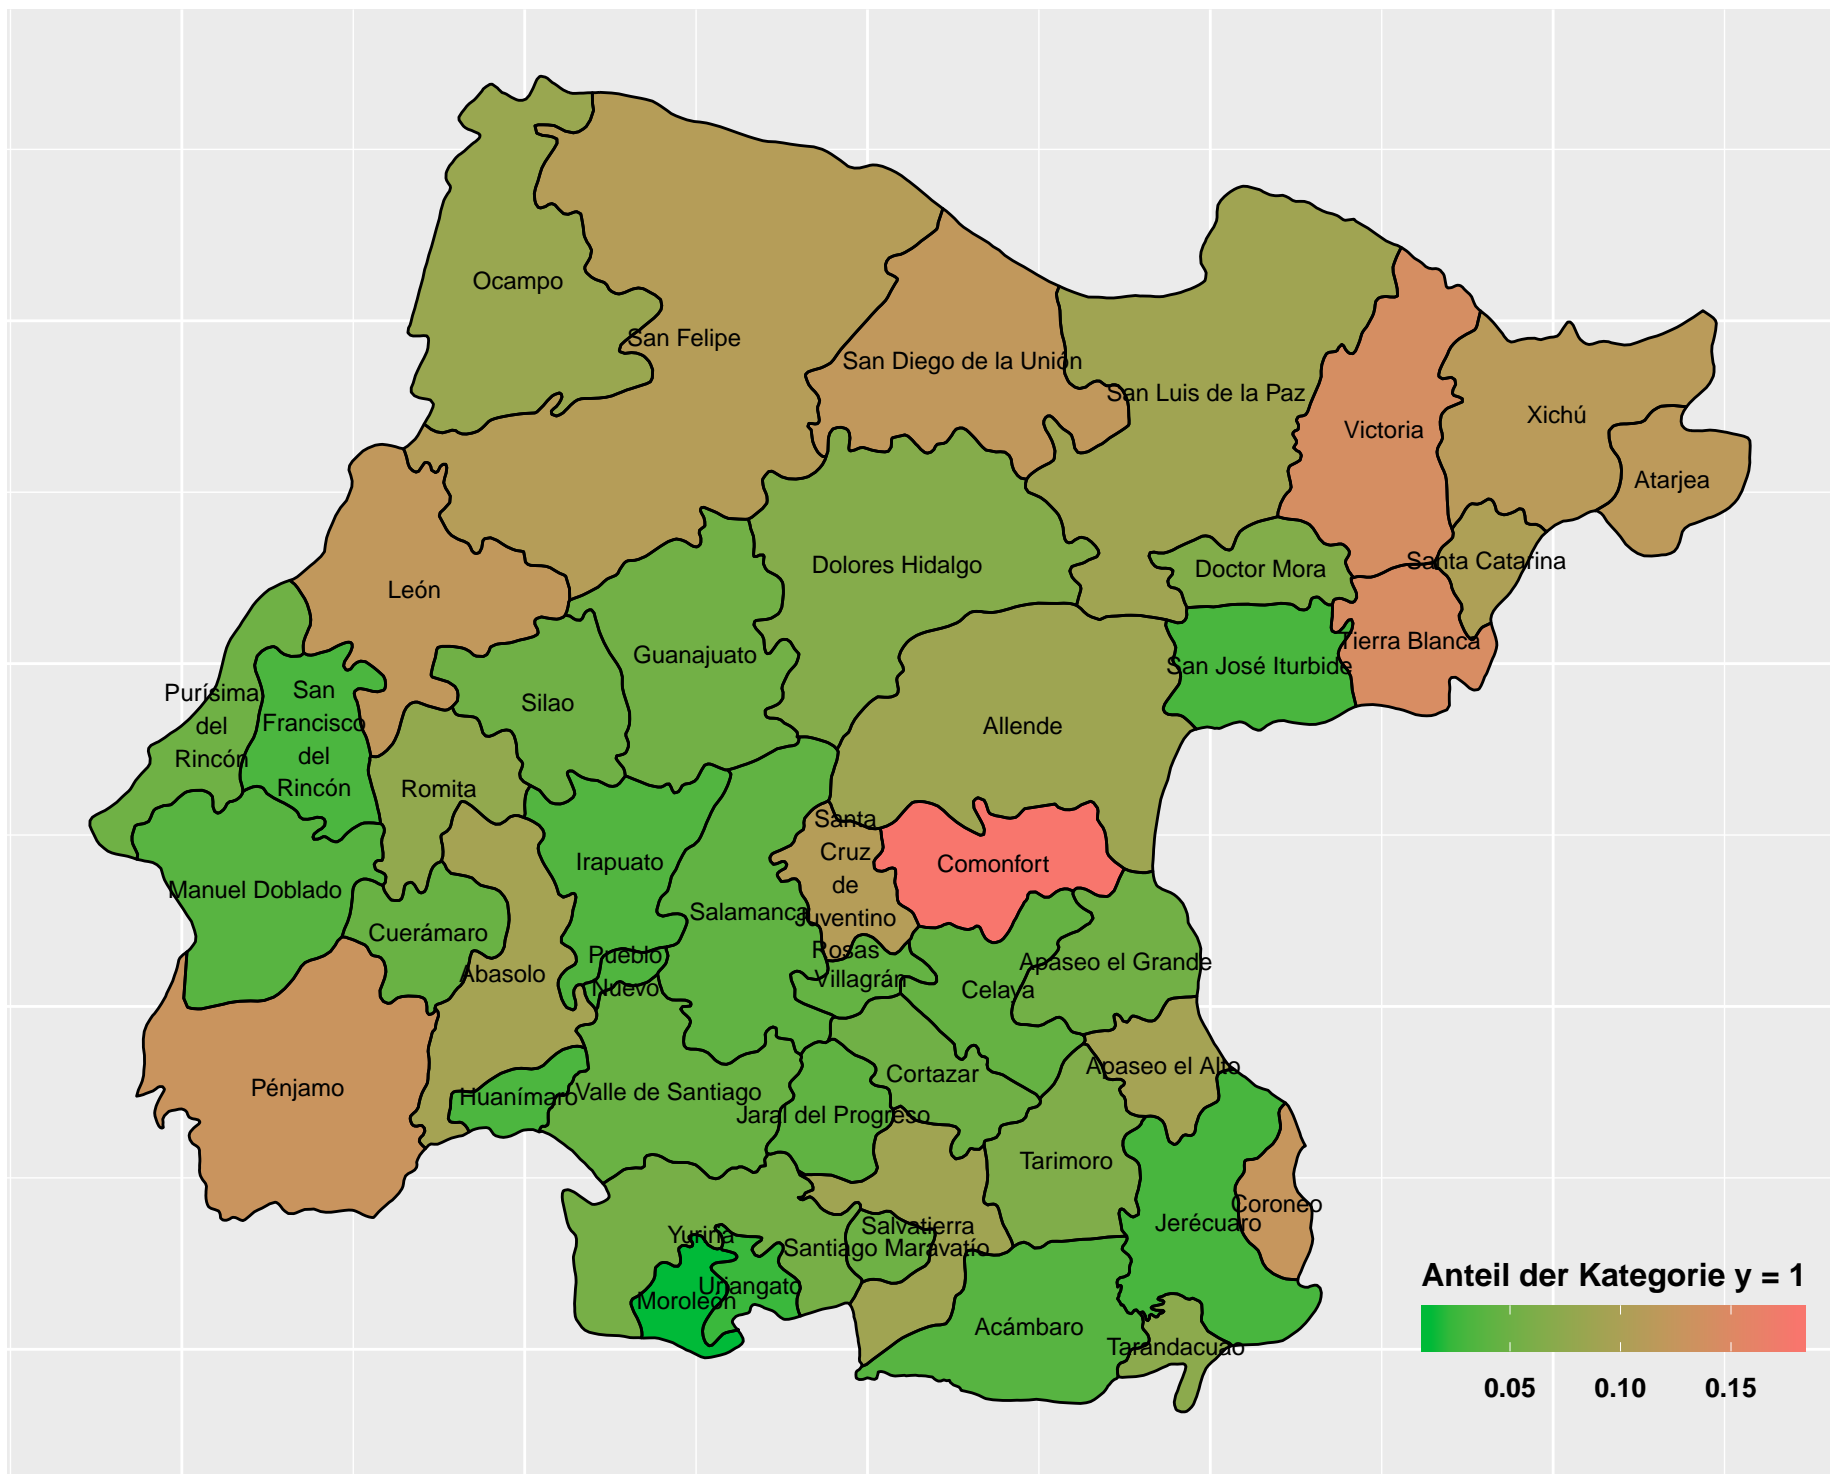 Ocampo
San Felipe
San Diego de la Unión
San Luis de la Paz
Xichú
Victoria
Atarjea
Santa Catarina
Dolores Hidalgo
Doctor Mora
León
Tierra Blanca
Guanajuato
San José Iturbide
Purísima
del
Rincón
San
Francisco
del
Rincón
Silao
Allende
Romita
Santa
Cruz
de
Juventino
Rosas
Irapuato
Comonfort
Manuel Doblado
Salamanca
Cuerámaro
Pueblo
Nuevo
Apaseo el Grande
Abasolo
Villagrán
Celaya
Apaseo el Alto
Cortazar
Pénjamo
Valle de Santiago
Huanímaro
Jaral del Progreso
Tarimoro
Coroneo
Jerécuaro
Salvatierra
Yuriria
Santiago Maravatío
Uriangato
Moroleón
Acámbaro
Tarandacuao
Anteil der Kategorie y = 1
0.05 0.10 0.15